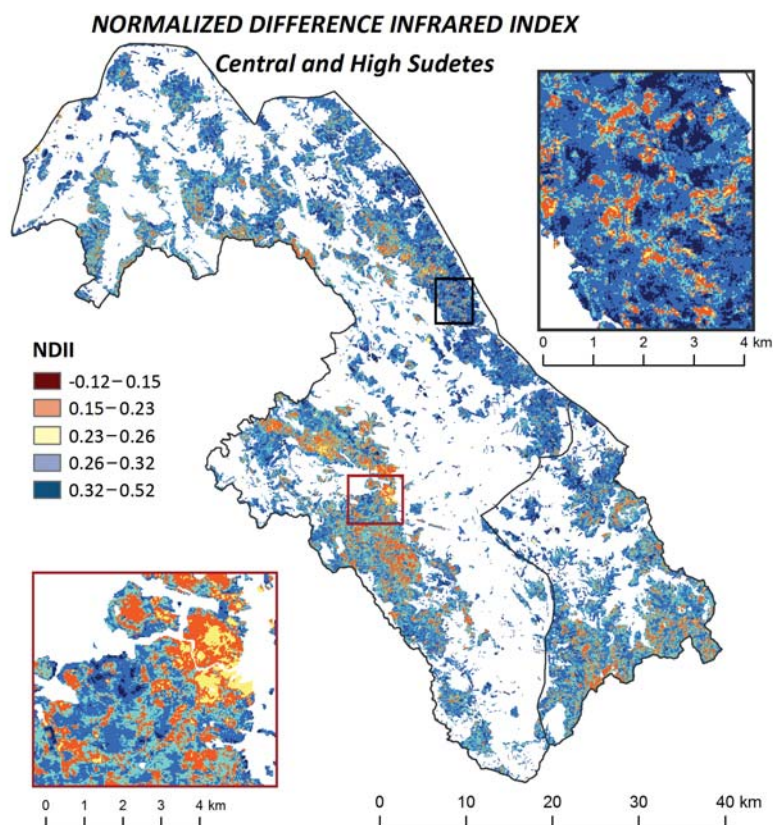 NORMALIZED DIFFERENCE INFRARED INDEX
Central and High Sudetes
0 1 2 3 4 km
NDII
-0.12–0.15
0.15–0.23
0.23–0.26
0.26–0.32
0.32–0.52
0 1 2 3 4 km
0 10 20 30 40 km